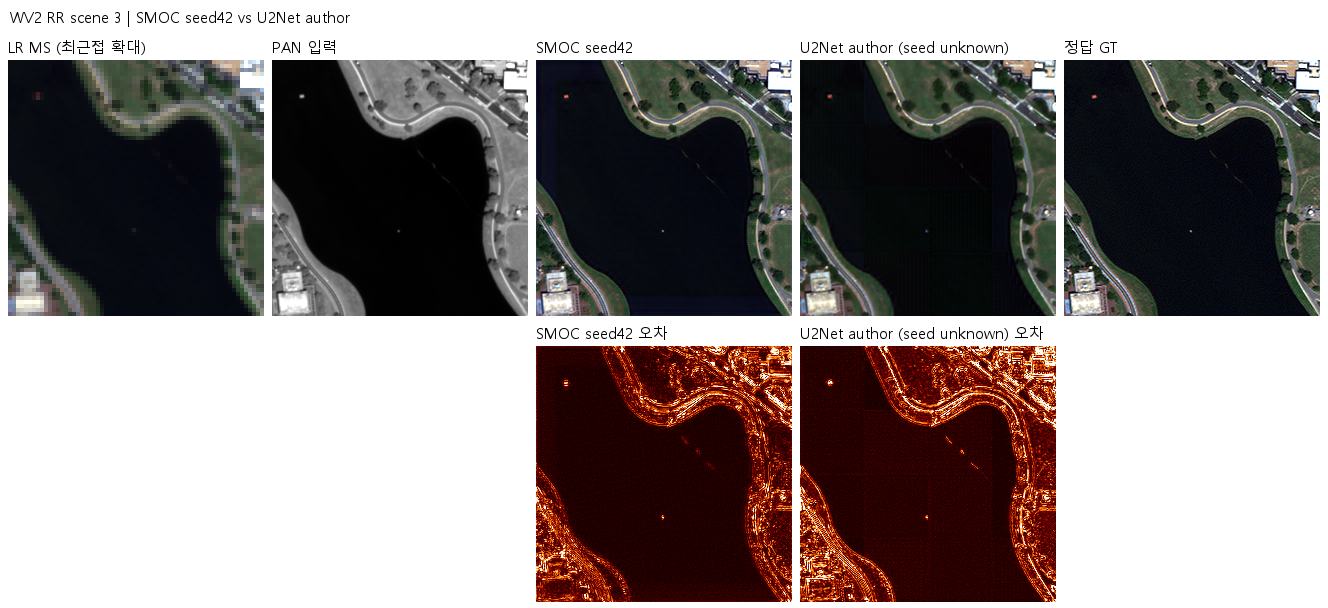 WV2 RR scene 3 | SMOC seed42 vs U2Net author
LR MS (최근접 확대)
PAN 입력
SMOC seed42
U2Net author (seed unknown)
정답 GT
SMOC seed42 오차
U2Net author (seed unknown) 오차